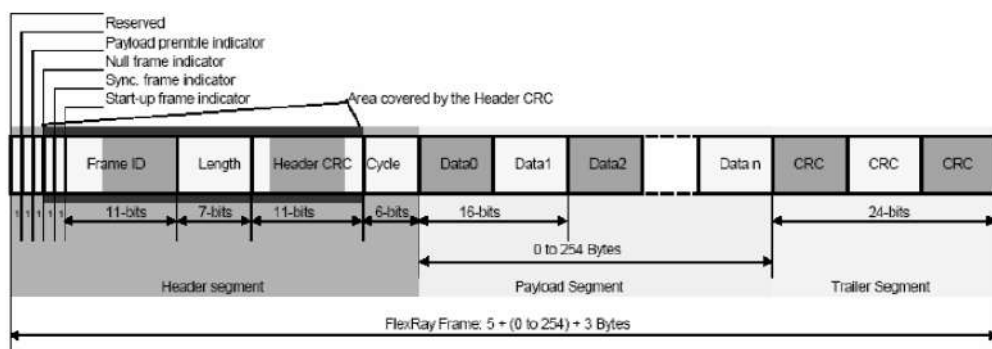 Reserved
Payload premble indicator
Null frame indicator
Sync. frame indicator
Start-up frame indicator
Area covered by the Header CRC
Frame ID Length Header CRC Cycle Data0 Data1 Data2 Data n CRC CRC CRC
1 1 1 1 1 11-bits 7-bits 11-bits 6-bits 16-bits 24-bits
0 to 254 Bytes
Header segment Payload Segment Trailer Segment
FlexRay Frame: 5 + (0 to 254) + 3 Bytes